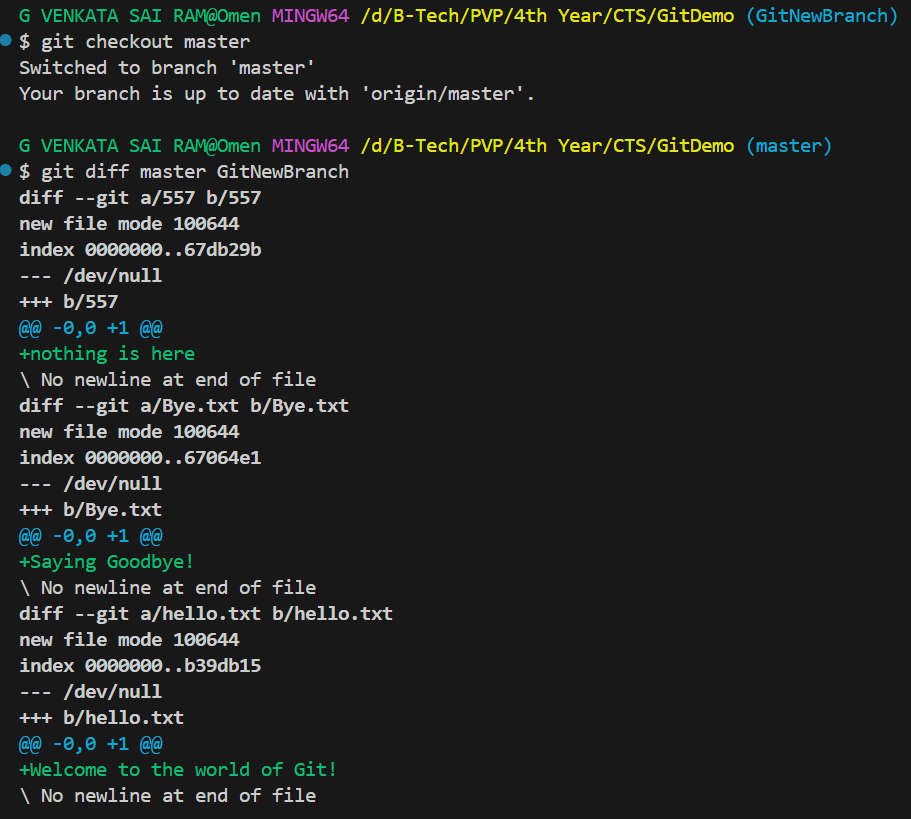 G VENKATA SAI RAM@Omen MINGW64 /d/B-Tech/PVP/4th Year/CTS/GitDemo (GitNewBranch)
$ git checkout master
Switched to branch 'master'
Your branch is up to date with 'origin/master'.
G VENKATA SAI RAM@Omen MINGW64 /d/B-Tech/PVP/4th Year/CTS/GitDemo (master)
$ git diff master GitNewBranch
diff --git a/557 b/557
new file mode 100644
index 0000000..67db29b
--- /dev/null
+++ b/557
@@ -0,0 +1 @@
+nothing is here
\ No newline at end of file
diff --git a/Bye.txt b/Bye.txt
new file mode 100644
index 0000000..67064e1
--- /dev/null
+++ b/Bye.txt
@@ -0,0 +1 @@
+Saying Goodbye!
\ No newline at end of file
diff --git a/hello.txt b/hello.txt
new file mode 100644
index 0000000..b39db15
--- /dev/null
+++ b/hello.txt
@@ -0,0 +1 @@
+Welcome to the world of Git!
\ No newline at end of file